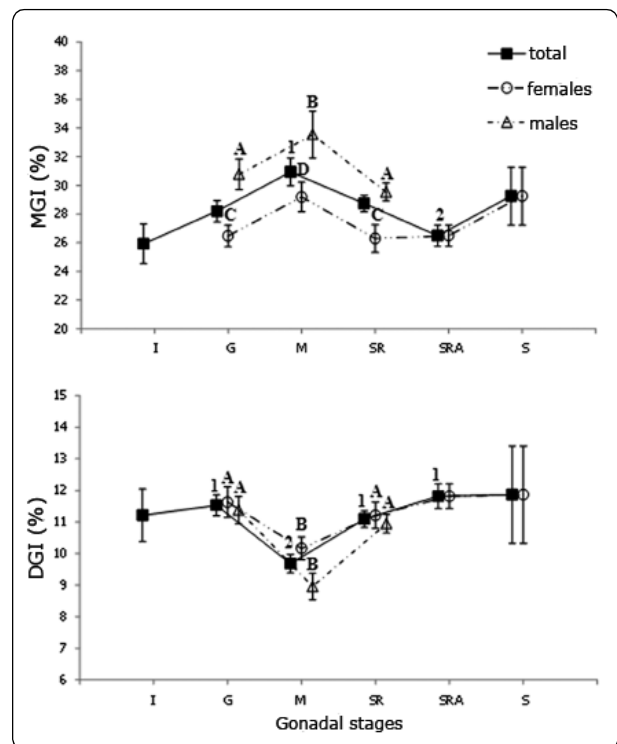 40
38
36
34
32
30
28
26
24
22
20
MGI (%)
total
females
males
A
B
1
D
A
C
C
2
I G M SR SRA S
15
14
13
12
11
10
9
8
7
6
DGI (%)
A
1
A
B
2
B
A
1
A
1
I G M SR SRA S
Gonadal stages